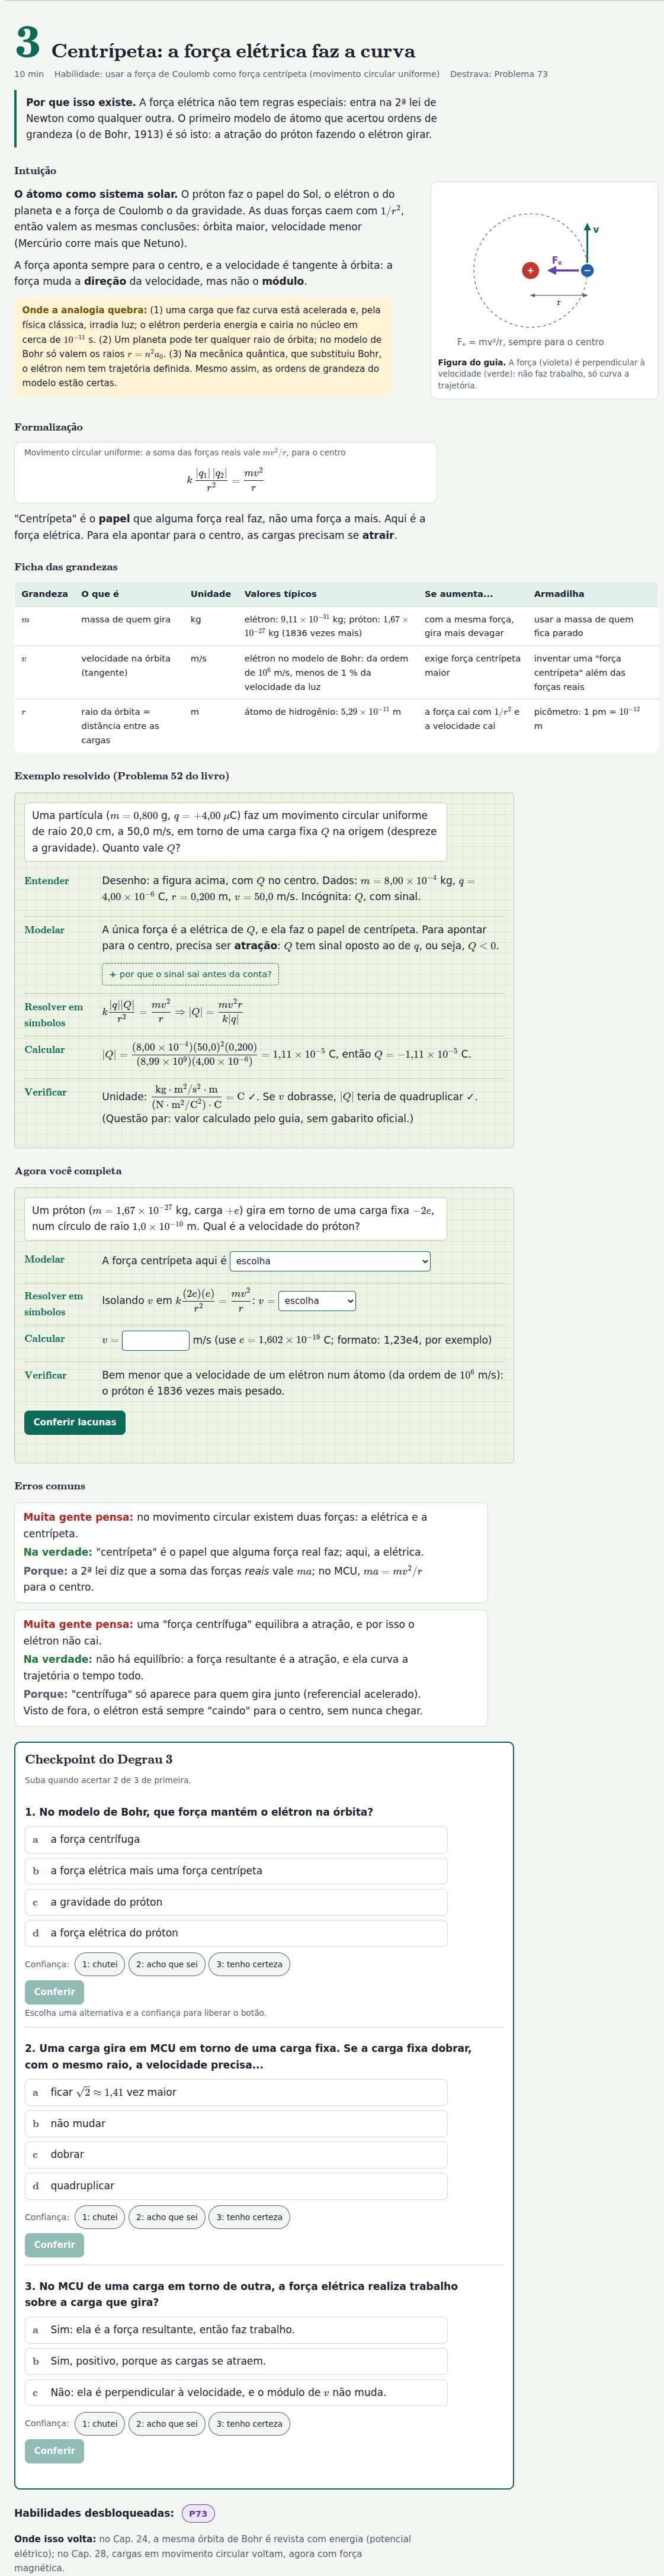 3 Centrípeta: a força elétrica faz a curva
10 min Habilidade: usar a força de Coulomb como força centrípeta (movimento circular uniforme) Destrava: Problema 73
Por que isso existe. A força elétrica não tem regras especiais: entra na 2ª lei de
Newton como qualquer outra. O primeiro modelo de átomo que acertou ordens de
grandeza (o de Bohr, 1913) é só isto: a atração do próton fazendo o elétron girar.
Intuição
O átomo como sistema solar. O próton faz o papel do Sol, o elétron o do
planeta e a força de Coulomb o da gravidade. As duas forças caem com 1/r²,
então valem as mesmas conclusões: órbita maior, velocidade menor
(Mercúrio corre mais que Netuno).
A força aponta sempre para o centro, e a velocidade é tangente à órbita: a
força muda a direção da velocidade, mas não o módulo.
Onde a analogia quebra: (1) uma carga que faz curva está acelerada e, pela
física clássica, irradia luz; o elétron perderia energia e cairia no núcleo em
cerca de 10⁻¹¹ s. (2) Um planeta pode ter qualquer raio de órbita; no modelo de
Bohr só valem os raios r = n²a₀. (3) Na mecânica quântica, que substituiu Bohr,
o elétron nem tem trajetória definida. Mesmo assim, as ordens de grandeza do
modelo estão certas.
v
Fₑ
+
−
r
Fₑ = mv²/r, sempre para o centro
Figura do guia. A força (violeta) é perpendicular à
velocidade (verde): não faz trabalho, só curva a
trajetória.
Formalização
Movimento circular uniforme: a soma das forças reais vale mv²/r, para o centro
k |q₁| |q₂| / r² = mv² / r
"Centrípeta" é o papel que alguma força real faz, não uma força a mais. Aqui é a
força elétrica. Para ela apontar para o centro, as cargas precisam se atrair.
Ficha das grandezas
Grandeza O que é Unidade Valores típicos Se aumenta... Armadilha
m massa de quem gira kg elétron: 9,11 × 10⁻³¹ kg; próton: 1,67 × 10⁻²⁷ kg (1836 vezes mais) com a mesma força, gira mais devagar usar a massa de quem fica parado
v velocidade na órbita (tangente) m/s elétron no modelo de Bohr: da ordem de 10⁶ m/s, menos de 1 % da velocidade da luz exige força centrípeta maior inventar uma "força centrípeta" além das forças reais
r raio da órbita = distância entre as cargas m átomo de hidrogênio: 5,29 × 10⁻¹¹ m a força cai com 1/r² e a velocidade cai picômetro: 1 pm = 10⁻¹² m
Exemplo resolvido (Problema 52 do livro)
Uma partícula (m = 0,800 g, q = +4,00 μC) faz um movimento circular uniforme
de raio 20,0 cm, a 50,0 m/s, em torno de uma carga fixa Q na origem (despreze
a gravidade). Quanto vale Q?
Entender Desenho: a figura acima, com Q no centro. Dados: m = 8,00 × 10⁻⁴ kg, q =
4,00 × 10⁻⁶ C, r = 0,200 m, v = 50,0 m/s. Incógnita: Q, com sinal.
Modelar A única força é a elétrica de Q, e ela faz o papel de centrípeta. Para apontar
para o centro, precisa ser atração: Q tem sinal oposto ao de q, ou seja, Q < 0.
+ por que o sinal sai antes da conta?
Resolver em símbolos k |q||Q| / r² = mv² / r ⇒ |Q| = mv²r / k|q|
Calcular |Q| = (8,00 × 10⁻⁴)(50,0)²(0,200) / (8,99 × 10⁹)(4,00 × 10⁻⁶) = 1,11 × 10⁻⁵ C, então Q = −1,11 × 10⁻⁵ C.
Verificar Unidade: kg · m²/s² · m / (N · m²/C²) · C = C ✓. Se v dobrasse, |Q| teria de quadruplicar ✓.
(Questão par: valor calculado pelo guia, sem gabarito oficial.)
Agora você completa
Um próton (m = 1,67 × 10⁻²⁷ kg, carga +e) gira em torno de uma carga fixa −2e,
num círculo de raio 1,0 × 10⁻¹⁰ m. Qual é a velocidade do próton?
Modelar A força centrípeta aqui é escolha
Resolver em símbolos Isolando v em k (2e)(e) / r² = mv² / r: v = escolha
Calcular v = m/s (use e = 1,602 × 10⁻¹⁹ C; formato: 1,23e4, por exemplo)
Verificar Bem menor que a velocidade de um elétron num átomo (da ordem de 10⁶ m/s):
o próton é 1836 vezes mais pesado.
Conferir lacunas
Erros comuns
Muita gente pensa: no movimento circular existem duas forças: a elétrica e a
centrípeta.
Na verdade: "centrípeta" é o papel que alguma força real faz; aqui, a elétrica.
Porque: a 2ª lei diz que a soma das forças reais vale ma; no MCU, ma = mv²/r
para o centro.
Muita gente pensa: uma "força centrífuga" equilibra a atração, e por isso o
elétron não cai.
Na verdade: não há equilíbrio: a força resultante é a atração, e ela curva a
trajetória o tempo todo.
Porque: "centrífuga" só aparece para quem gira junto (referencial acelerado).
Visto de fora, o elétron está sempre "caindo" para o centro, sem nunca chegar.
Checkpoint do Degrau 3
Suba quando acertar 2 de 3 de primeira.
1. No modelo de Bohr, que força mantém o elétron na órbita?
a a força centrífuga
b a força elétrica mais uma força centrípeta
c a gravidade do próton
d a força elétrica do próton
Confiança: 1: chutei 2: acho que sei 3: tenho certeza
Conferir
Escolha uma alternativa e a confiança para liberar o botão.
2. Uma carga gira em MCU em torno de uma carga fixa. Se a carga fixa dobrar,
com o mesmo raio, a velocidade precisa...
a ficar √2 ≈ 1,41 vez maior
b não mudar
c dobrar
d quadruplicar
Confiança: 1: chutei 2: acho que sei 3: tenho certeza
Conferir
3. No MCU de uma carga em torno de outra, a força elétrica realiza trabalho
sobre a carga que gira?
a Sim: ela é a força resultante, então faz trabalho.
b Sim, positivo, porque as cargas se atraem.
c Não: ela é perpendicular à velocidade, e o módulo de v não muda.
Confiança: 1: chutei 2: acho que sei 3: tenho certeza
Conferir
Habilidades desbloqueadas: P73
Onde isso volta: no Cap. 24, a mesma órbita de Bohr é revista com energia (potencial
elétrico); no Cap. 28, cargas em movimento circular voltam, agora com força
magnética.